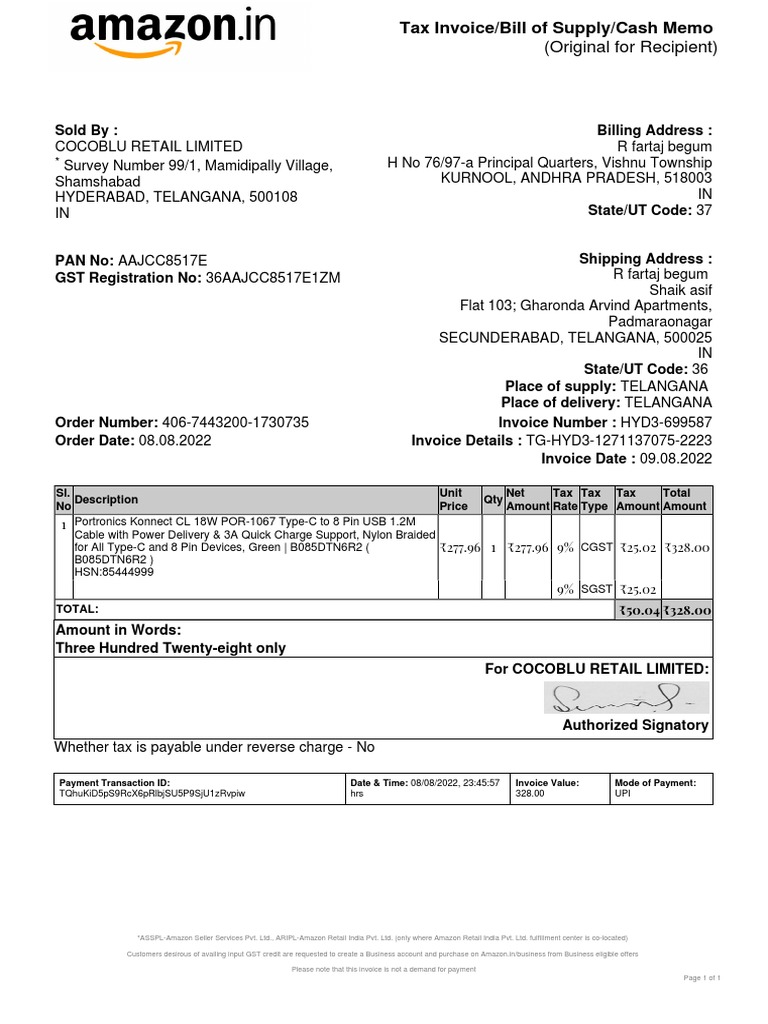 amazon.in
Tax Invoice/Bill of Supply/Cash Memo
(Original for Recipient)
Sold By :
COCOBLU RETAIL LIMITED
* Survey Number 99/1, Mamidipally Village,
Shamshabad
HYDERABAD, TELANGANA, 500108
IN
Billing Address :
R fartaj begum
H No 76/97-a Principal Quarters, Vishnu Township
KURNOOL, ANDHRA PRADESH, 518003
IN
State/UT Code: 37
PAN No: AAJCC8517E
GST Registration No: 36AAJCC8517E1ZM
Shipping Address :
R fartaj begum
Shaik asif
Flat 103; Gharonda Arvind Apartments,
Padmaraonagar
SECUNDERABAD, TELANGANA, 500025
IN
State/UT Code: 36
Place of supply: TELANGANA
Place of delivery: TELANGANA
Order Number: 406-7443200-1730735
Order Date: 08.08.2022
Invoice Number : HYD3-699587
Invoice Details : TG-HYD3-1271137075-2223
Invoice Date : 09.08.2022
Sl. No Description Unit Price Qty Net Amount Tax Rate Tax Type Tax Amount Total Amount
1 Portronics Konnect CL 18W POR-1067 Type-C to 8 Pin USB 1.2M
Cable with Power Delivery & 3A Quick Charge Support, Nylon Braided
for All Type-C and 8 Pin Devices, Green | B085DTN6R2 ( ₹277.96 1 ₹277.96 9% CGST ₹25.02 ₹328.00
B085DTN6R2 )
HSN:85444999
9% SGST ₹25.02
TOTAL: ₹50.04 ₹328.00
Amount in Words:
Three Hundred Twenty-eight only
For COCOBLU RETAIL LIMITED:
Authorized Signatory
Whether tax is payable under reverse charge - No
Payment Transaction ID:
TQhuKiD5pS9RcX6pRlbjSU5P9SjU1zRvpiw
Date & Time: 08/08/2022, 23:45:57
hrs
Invoice Value:
328.00
Mode of Payment:
UPI
*ASSPL-Amazon Seller Services Pvt. Ltd., ARIPL-Amazon Retail India Pvt. Ltd. (only where Amazon Retail India Pvt. Ltd. fulfillment center is co-located)
Customers desirous of availing input GST credit are requested to create a Business account and purchase on Amazon.in/business from Business eligible offers
Please note that this invoice is not a demand for payment
Page 1 of 1